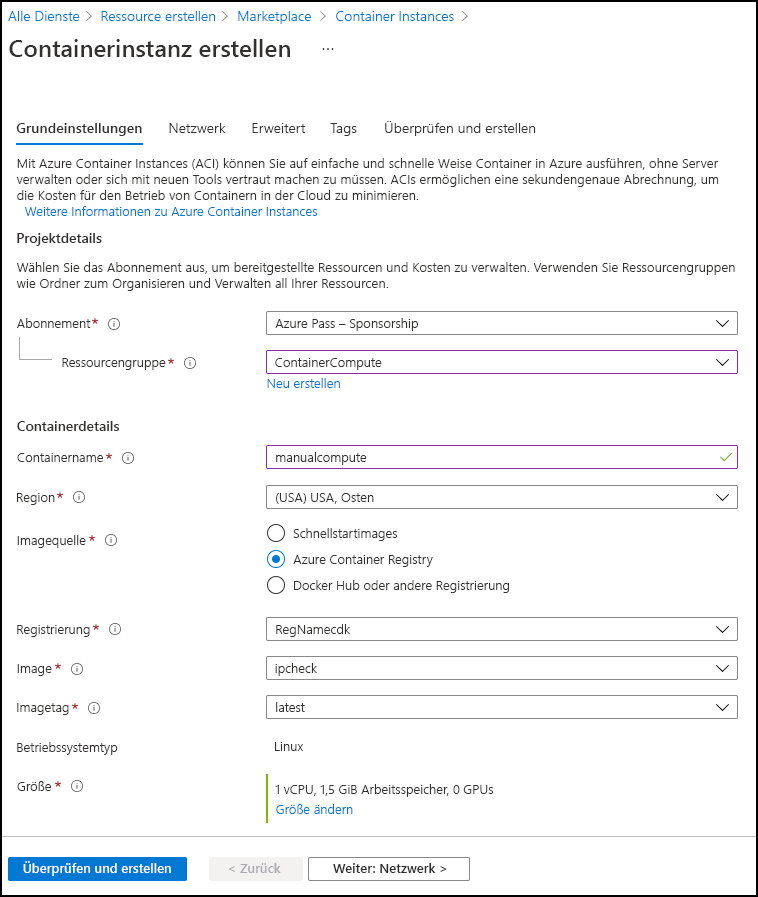 Alle Dienste > Ressource erstellen > Marketplace > Container Instances >
Containerinstanz erstellen ...
Grundeinstellungen Netzwerk Erweitert Tags Überprüfen und erstellen
Mit Azure Container Instances (ACI) können Sie auf einfache und schnelle Weise Container in Azure ausführen, ohne Server
verwalten oder sich mit neuen Tools vertraut machen zu müssen. ACIs ermöglichen eine sekundengenaue Abrechnung, um
die Kosten für den Betrieb von Containern in der Cloud zu minimieren.
Weitere Informationen zu Azure Container Instances
Projektdetails
Wählen Sie das Abonnement aus, um bereitgestellte Ressourcen und Kosten zu verwalten. Verwenden Sie Ressourcengruppen
wie Ordner zum Organisieren und Verwalten all Ihrer Ressourcen.
Abonnement* Azure Pass – Sponsorship
Ressourcengruppe* ContainerCompute
Neu erstellen
Containerdetails
Containername* manualcompute
Region* (USA) USA, Osten
Imagequelle* Schnellstartimages
Azure Container Registry
Docker Hub oder andere Registrierung
Registrierung* RegNamecdk
Image* ipcheck
Imagetag* latest
Betriebssystemtyp Linux
Größe* 1 vCPU, 1,5 GiB Arbeitsspeicher, 0 GPUs
Größe ändern
Überprüfen und erstellen < Zurück Weiter: Netzwerk >